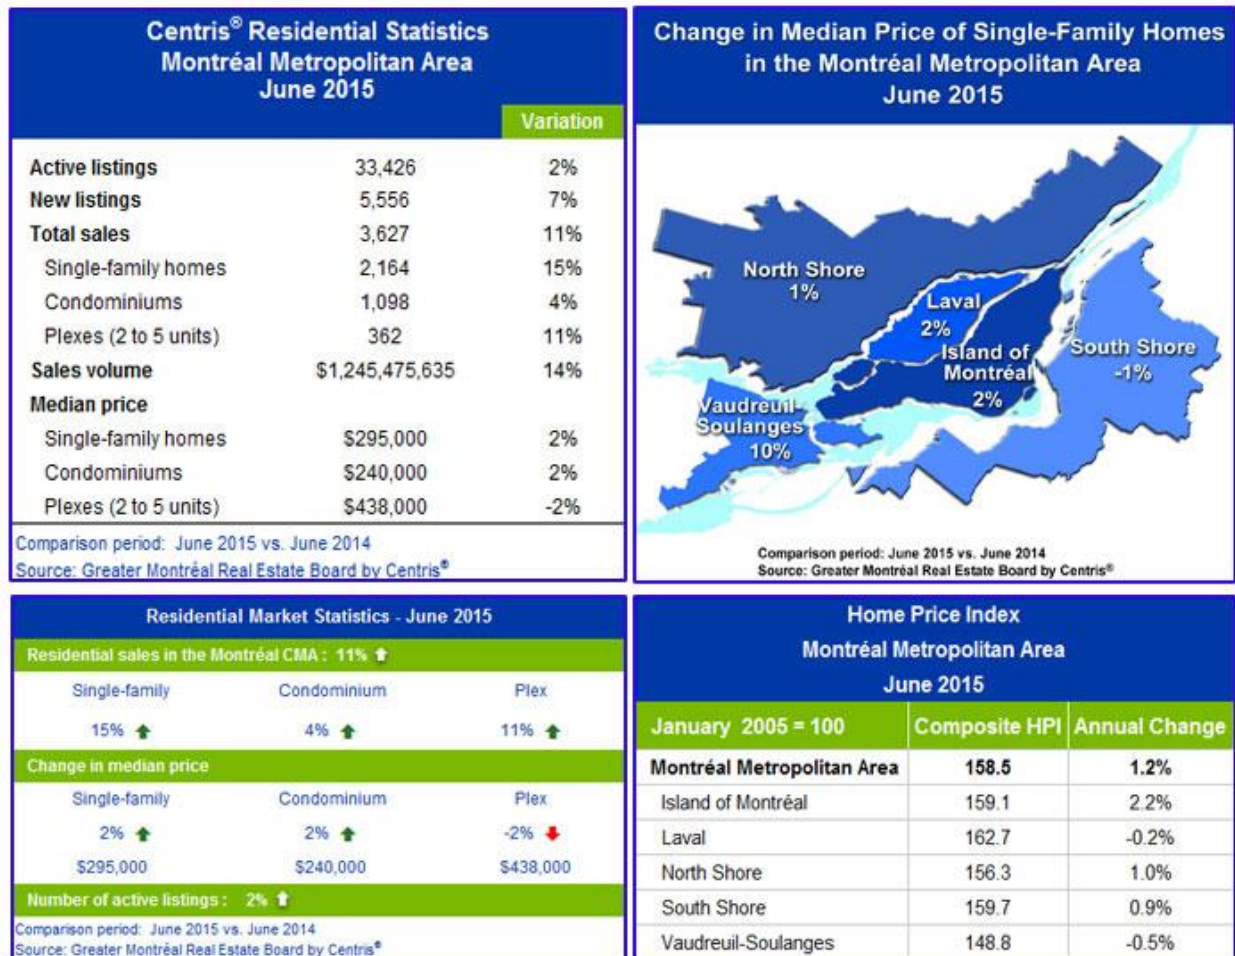 Centris® Residential Statistics
Montréal Metropolitan Area
June 2015
Variation
Active listings 33,426 2%
New listings 5,556 7%
Total sales 3,627 11%
Single-family homes 2,164 15%
Condominiums 1,098 4%
Plexes (2 to 5 units) 362 11%
Sales volume $1,245,475,635 14%
Median price
Single-family homes $295,000 2%
Condominiums $240,000 2%
Plexes (2 to 5 units) $438,000 -2%
Comparison period: June 2015 vs. June 2014
Source: Greater Montréal Real Estate Board by Centris®
Change in Median Price of Single-Family Homes
in the Montréal Metropolitan Area
June 2015
North Shore
1%
Laval
2%
Island of
Montréal
2%
South Shore
-1%
Vaudreuil-
Soulanges
10%
Comparison period: June 2015 vs. June 2014
Source: Greater Montréal Real Estate Board by Centris®
Residential Market Statistics - June 2015
Residential sales in the Montréal CMA : 11%
Single-family Condominium Plex
15% 4% 11%
Change in median price
Single-family Condominium Plex
2% 2% -2%
$295,000 $240,000 $438,000
Number of active listings : 2%
Comparison period: June 2015 vs. June 2014
Source: Greater Montréal Real Estate Board by Centris®
Home Price Index
Montréal Metropolitan Area
June 2015
January 2005 = 100 Composite HPI Annual Change
Montréal Metropolitan Area 158.5 1.2%
Island of Montréal 159.1 2.2%
Laval 162.7 -0.2%
North Shore 156.3 1.0%
South Shore 159.7 0.9%
Vaudreuil-Soulanges 148.8 -0.5%